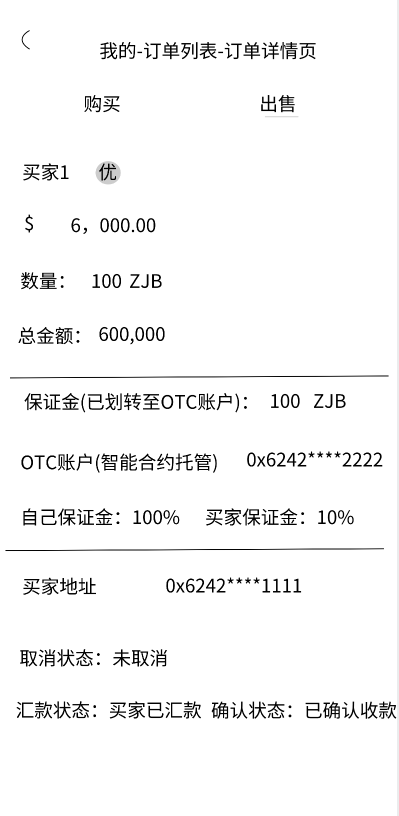 我的-订单列表-订单详情页
购买 出售
买家1 优
$ 6，000.00
数量： 100 ZJB
总金额： 600,000
保证金(已划转至OTC账户)： 100 ZJB
OTC账户(智能合约托管) 0x6242****2222
自己保证金：100% 买家保证金：10%
买家地址 0x6242****1111
取消状态：未取消
汇款状态：买家已汇款 确认状态：已确认收款